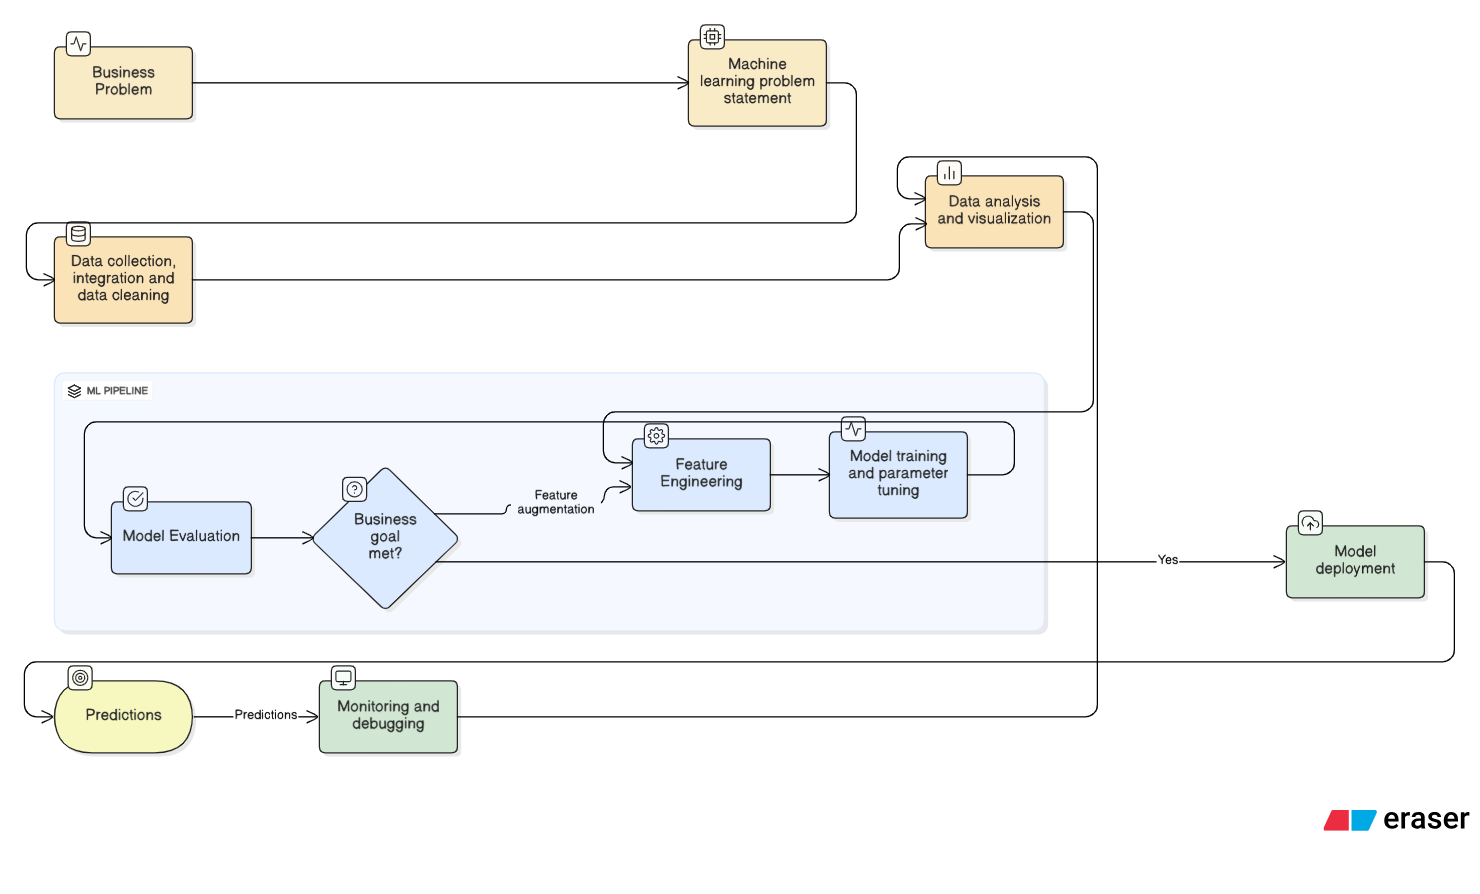 Business
Problem
Machine
learning problem
statement
Data analysis
and visualization
Data collection,
integration and
data cleaning
ML PIPELINE
Feature
Engineering
Model training
and parameter
tuning
Model Evaluation
Business
goal
met?
Feature
augmentation
Yes
Model
deployment
Predictions
Predictions
Monitoring and
debugging
eraser